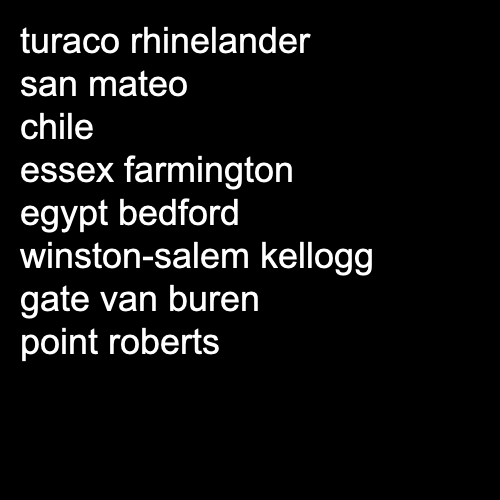 turaco rhinelander
san mateo
chile
essex farmington
egypt bedford
winston-salem kellogg
gate van buren
point roberts